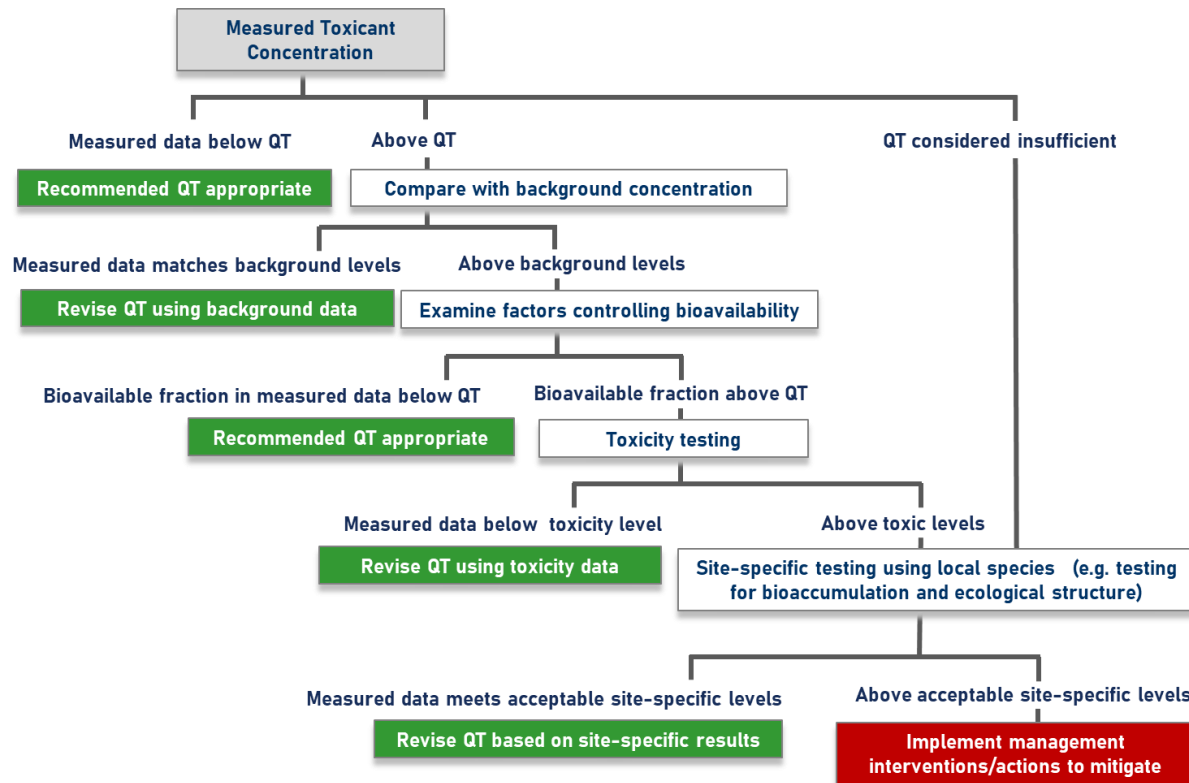 Measured Toxicant
Concentration
Measured data below QT
Above QT
QT considered insufficient
Recommended QT appropriate
Compare with background concentration
Measured data matches background levels
Above background levels
Revise QT using background data
Examine factors controlling bioavailability
Bioavailable fraction in measured data below QT
Bioavailable fraction above QT
Recommended QT appropriate
Toxicity testing
Measured data below toxicity level
Above toxic levels
Revise QT using toxicity data
Site-specific testing using local species (e.g. testing
for bioaccumulation and ecological structure)
Measured data meets acceptable site-specific levels
Above acceptable site-specific levels
Revise QT based on site-specific results
Implement management
interventions/actions to mitigate